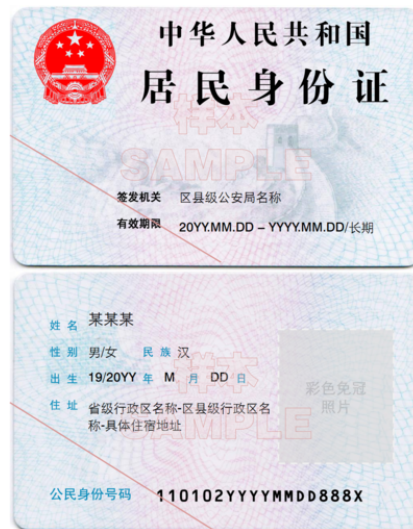 中华人民共和国
居民身份证
样本
SAMPLE
签发机关 区县级公安局名称
有效期限 20YY.MM.DD – YYYY.MM.DD/长期
姓名 某某某
性别 男/女 民族 汉
出生 19/20YY 年 M 月 DD 日
住址 省级行政区名称-区县级行政区名
称-具体住宿地址
样本
SAMPLE
彩色免冠
照片
公民身份号码 110102YYYYMMDD888X